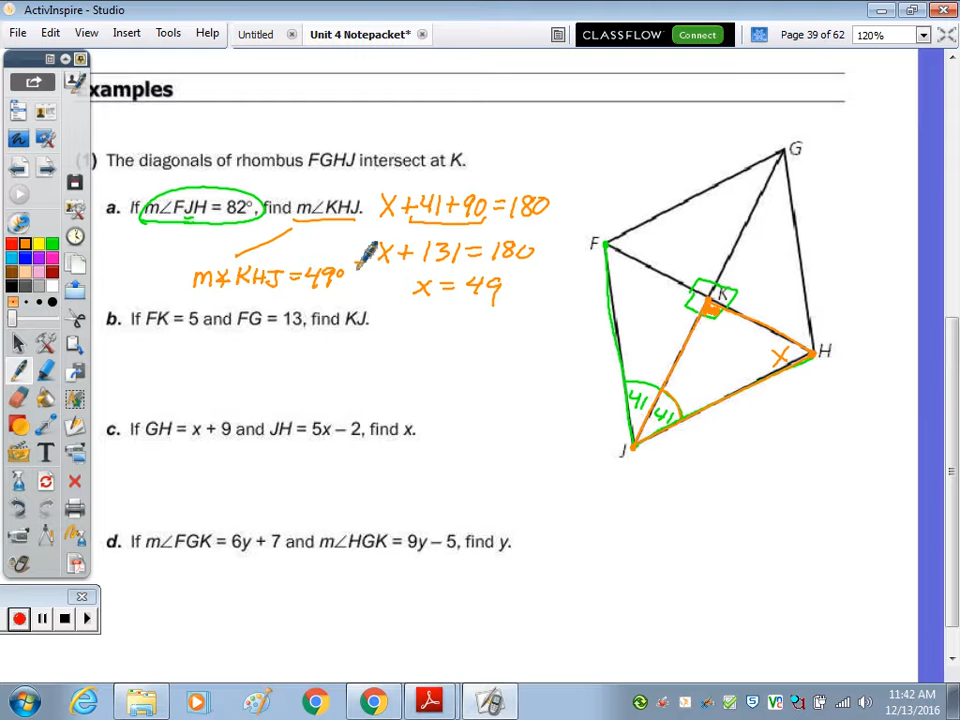 ActivInspire - Studio
File Edit View Insert Tools Help Untitled Unit 4 Notepacket* CLASSFLOW Connect Page 39 of 62 120%
xamples
(1) The diagonals of rhombus FGHJ intersect at K.
a. If m∠FJH = 82°, find m∠KHJ. x + 41 + 90 = 180
x + 131 = 180
m∡KHJ = 49° x = 49
b. If FK = 5 and FG = 13, find KJ.
c. If GH = x + 9 and JH = 5x – 2, find x.
d. If m∠FGK = 6y + 7 and m∠HGK = 9y – 5, find y.
G
F
K
H
x
41 41
J
11:42 AM
12/13/2016